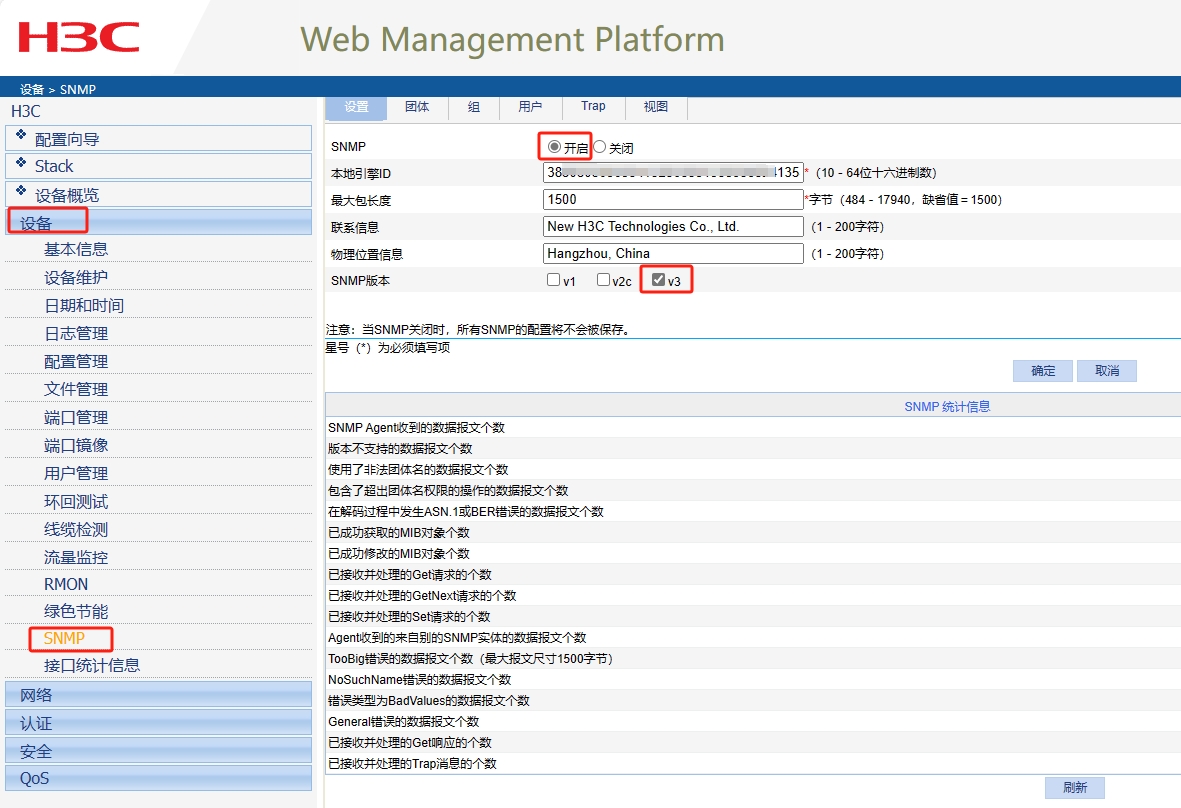 H3C
Web Management Platform
设备 > SNMP
H3C
配置向导
Stack
设备概览
设备
基本信息
设备维护
日期和时间
日志管理
配置管理
文件管理
端口管理
端口镜像
用户管理
环回测试
线缆检测
流量监控
RMON
绿色节能
SNMP
接口统计信息
网络
认证
安全
QoS
设置 团体 组 用户 Trap 视图
SNMP 开启 关闭
本地引擎ID 4135 *（10 - 64位十六进制数）
最大包长度 1500 *字节（484 - 17940，缺省值 = 1500）
联系信息 New H3C Technologies Co., Ltd. （1 - 200字符）
物理位置信息 Hangzhou, China （1 - 200字符）
SNMP版本 v1 v2c v3
注意：当SNMP关闭时，所有SNMP的配置将不会被保存。
星号（*）为必须填写项
确定 取消
SNMP 统计信息
SNMP Agent收到的数据报文个数
版本不支持的数据报文个数
使用了非法团体名的数据报文个数
包含了超出团体名权限的操作的数据报文个数
在解码过程中发生ASN.1或BER错误的数据报文个数
已成功获取的MIB对象个数
已成功修改的MIB对象个数
已接收并处理的Get请求的个数
已接收并处理的GetNext请求的个数
已接收并处理的Set请求的个数
Agent收到的来自别的SNMP实体的数据报文个数
TooBig错误的数据报文个数（最大报文尺寸1500字节）
NoSuchName错误的数据报文个数
错误类型为BadValues的数据报文个数
General错误的数据报文个数
已接收并处理的Get响应的个数
已接收并处理的Trap消息的个数
刷新